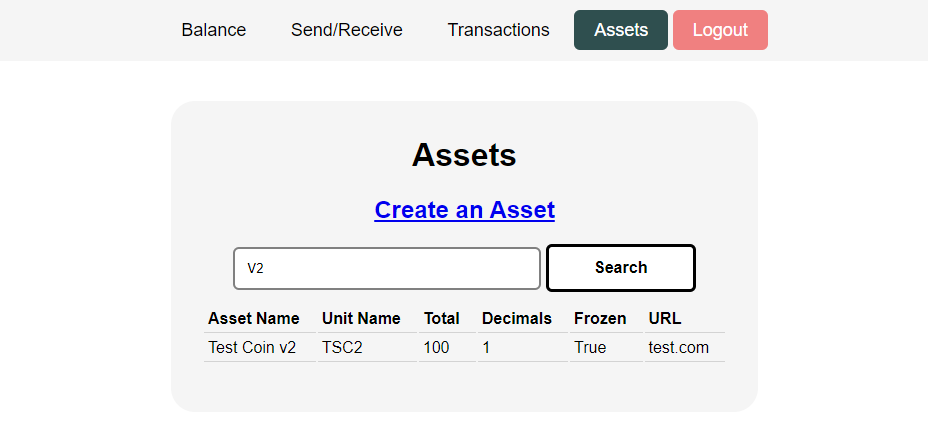 Balance Send/Receive Transactions Assets Logout
Assets
Create an Asset
V2 Search
Asset Name Unit Name Total Decimals Frozen URL
Test Coin v2 TSC2 100 1 True test.com